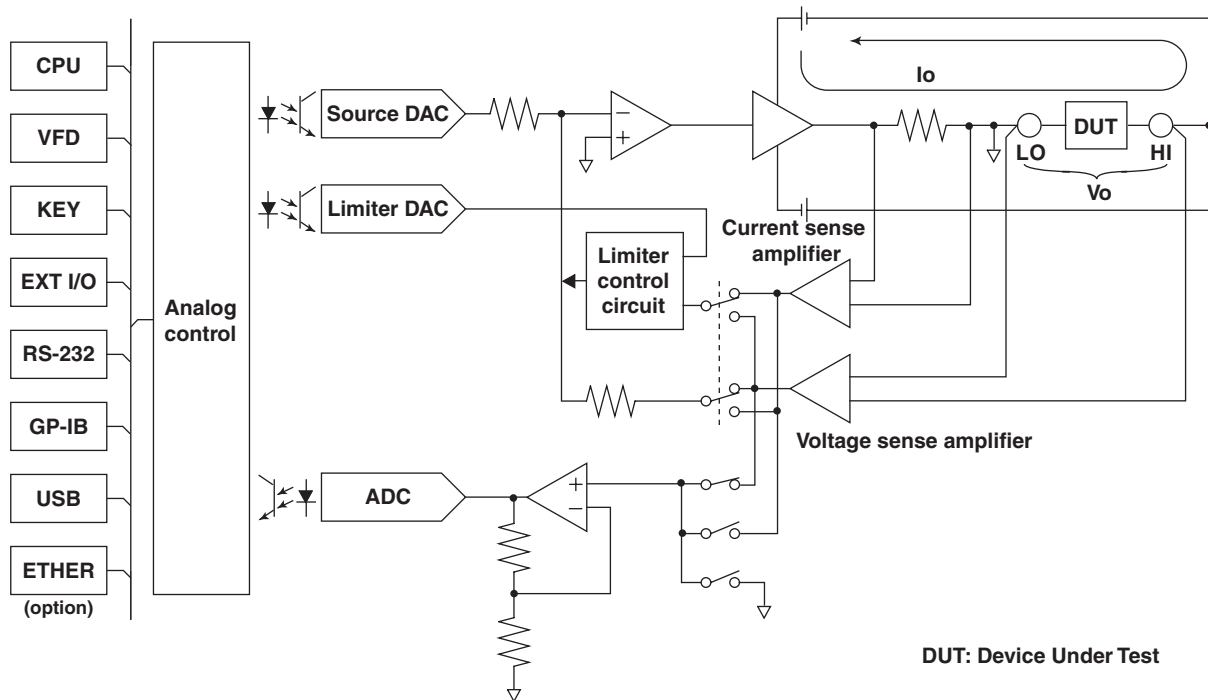 CPU
VFD
KEY
EXT I/O
RS-232
GP-IB
USB
ETHER
(option)
Analog
control
Source DAC
Limiter DAC
ADC
Limiter
control
circuit
−
+
Io
LO
DUT
HI
Vo
Current sense
amplifier
Voltage sense amplifier
+
−
DUT: Device Under Test